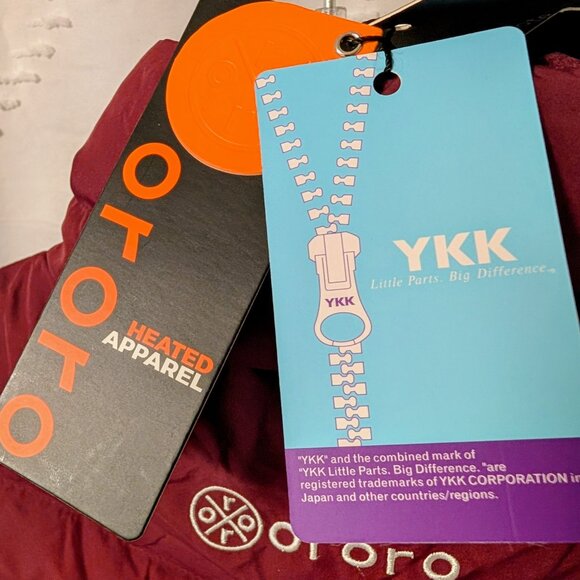 ororo
HEATED
APPAREL
YKK
YKK
Little Parts. Big Difference.
"YKK" and the combined mark of
"YKK Little Parts. Big Difference. "are
registered trademarks of YKK CORPORATION in
Japan and other countries/regions.
ororo
ororo